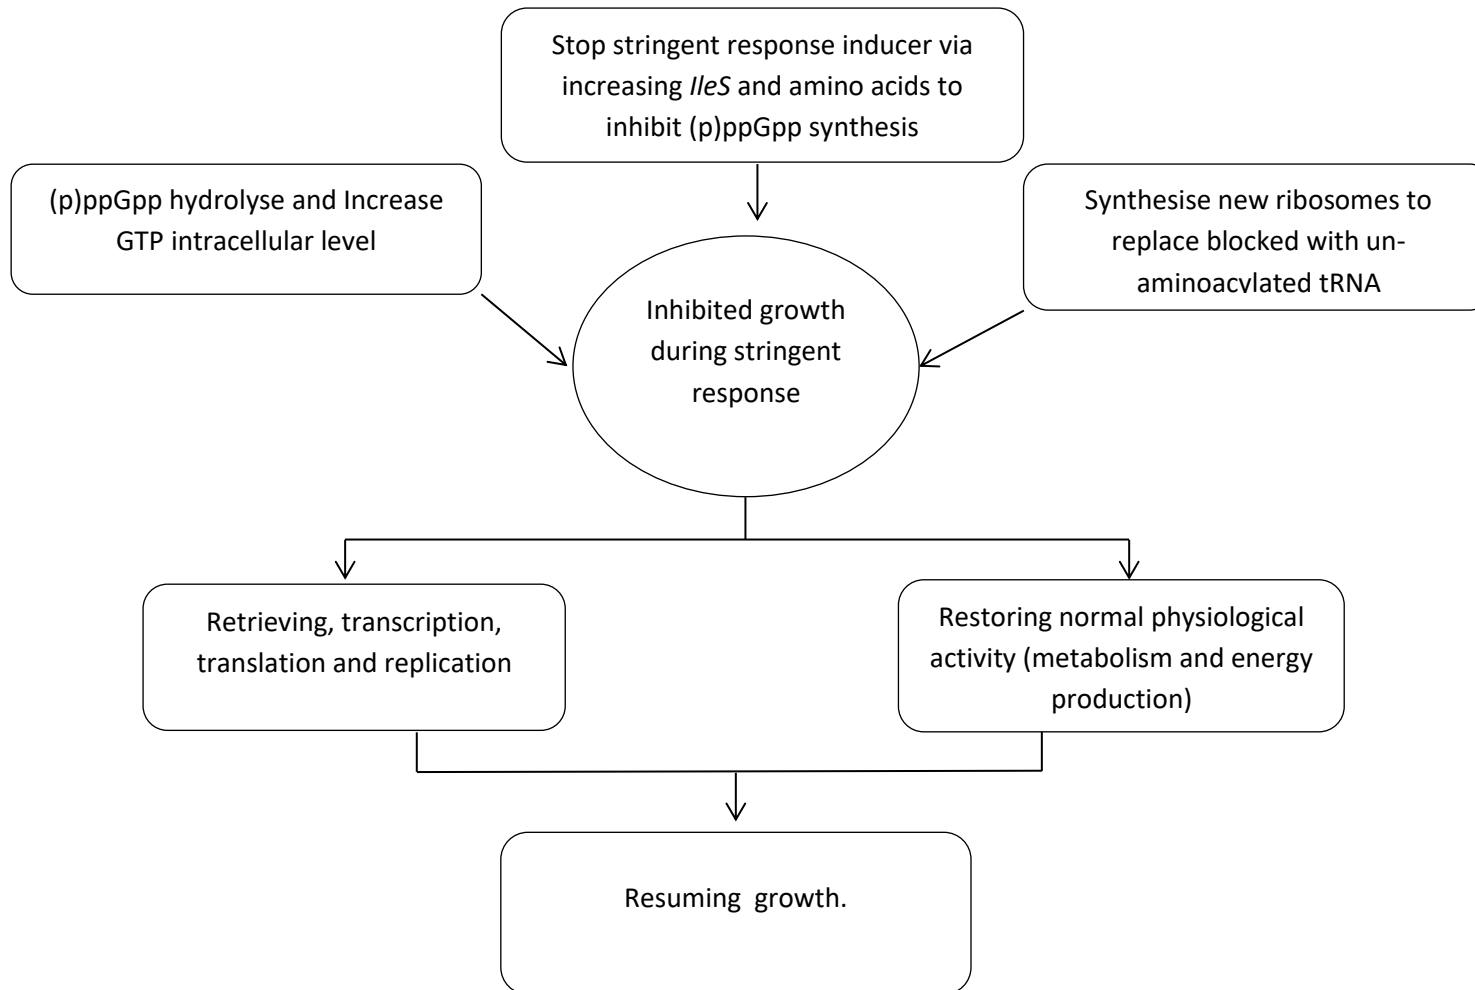 Stop stringent response inducer via
increasing IleS and amino acids to
inhibit (p)ppGpp synthesis
(p)ppGpp hydrolyse and Increase
GTP intracellular level
Synthesise new ribosomes to
replace blocked with un-
aminoacylated tRNA
Inhibited growth
during stringent
response
Retrieving, transcription,
translation and replication
Restoring normal physiological
activity (metabolism and energy
production)
Resuming growth.